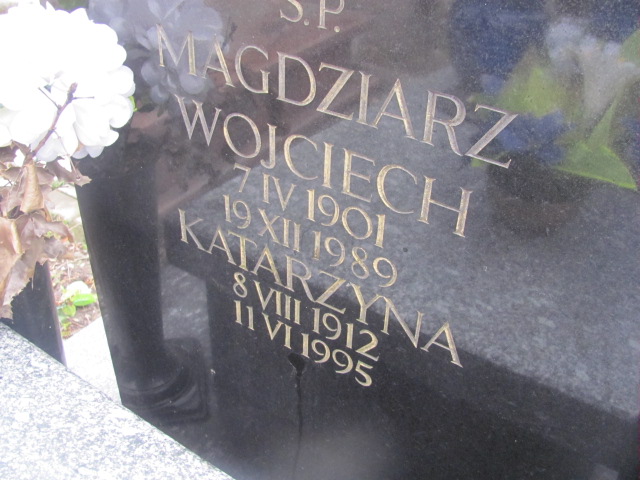 Ś.P.
MAGDZIARZ
WOJCIECH
7 IV 1901
19 XII 1989
KATARZYNA
8 VIII 1912
11 VI 1995